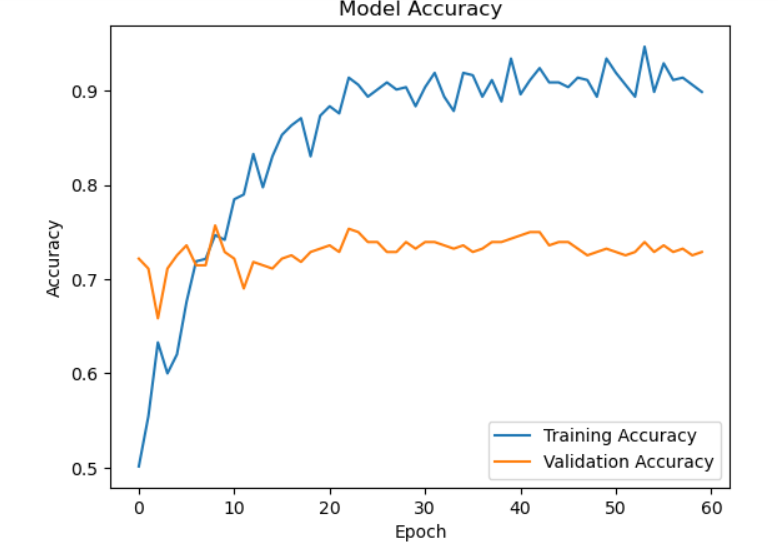 Model Accuracy
Accuracy
0.9
0.8
0.7
0.6
0.5
Training Accuracy
Validation Accuracy
0 10 20 30 40 50 60
Epoch